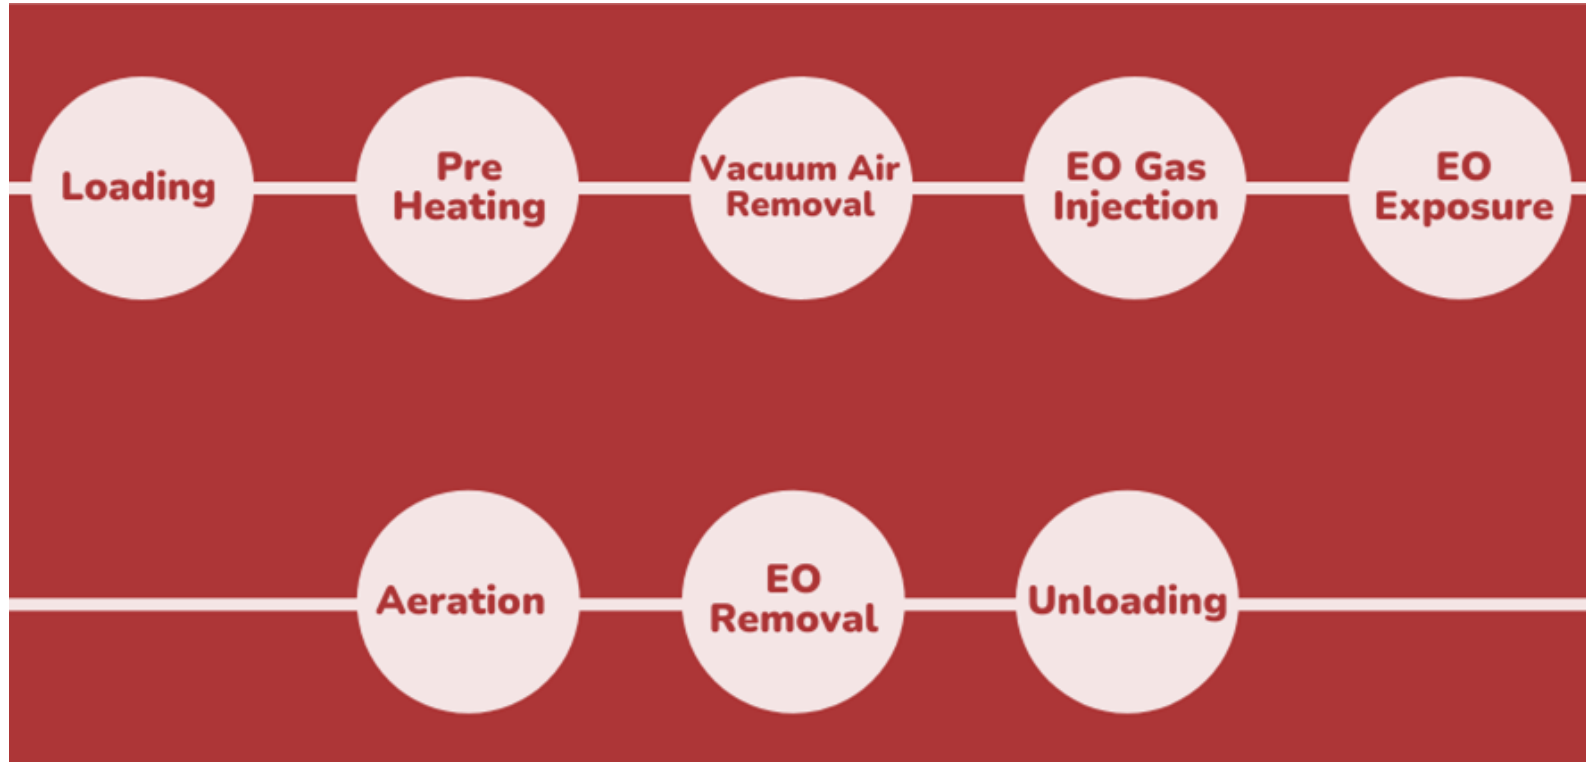 Loading
Pre
Heating
Vacuum Air
Removal
EO Gas
Injection
EO
Exposure
Aeration
EO
Removal
Unloading